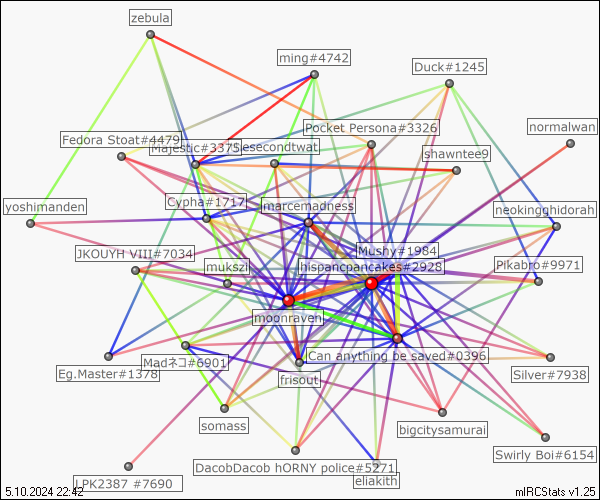 zebula
ming#4742
Duck#1245
Pocket Persona#3326
normalwan
Fedora Stoat#4479
Majestic#3375
esecondtwat
shawntee9
yoshimanden
Cypha#1717
marcemadness
neokingghidorah
JKOUYH VIII#7034
Mushy#1984
mukszi
hispancpancakes#2928
Pikabro#9971
moonraven
Eg.Master#1378
Madネコ#6901
Can anything be saved#0396
frisout
Silver#7938
somass
bigcitysamurai
Swirly Boi#6154
DacobDacob hORNY police#5271
LPK2387 #7690
eliakith
5.10.2024 22:42
mIRCStats v1.25